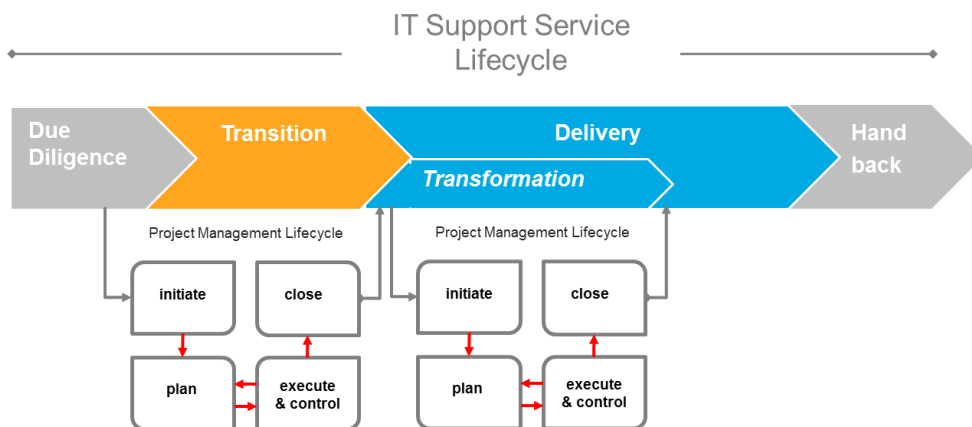 IT Support Service
Lifecycle
Due
Diligence
Transition
Delivery
Hand
back
Transformation
Project Management Lifecycle
Project Management Lifecycle
initiate
close
initiate
close
plan
execute
& control
plan
execute
& control